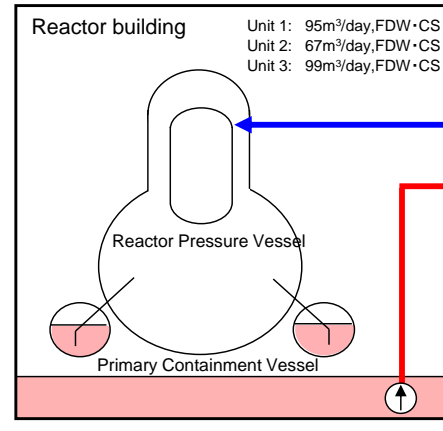 Reactor building
Unit 1: 95m³/day,FDW・CS
Unit 2: 67m³/day,FDW・CS
Unit 3: 99m³/day,FDW・CS
Reactor Pressure Vessel
Primary Containment Vessel